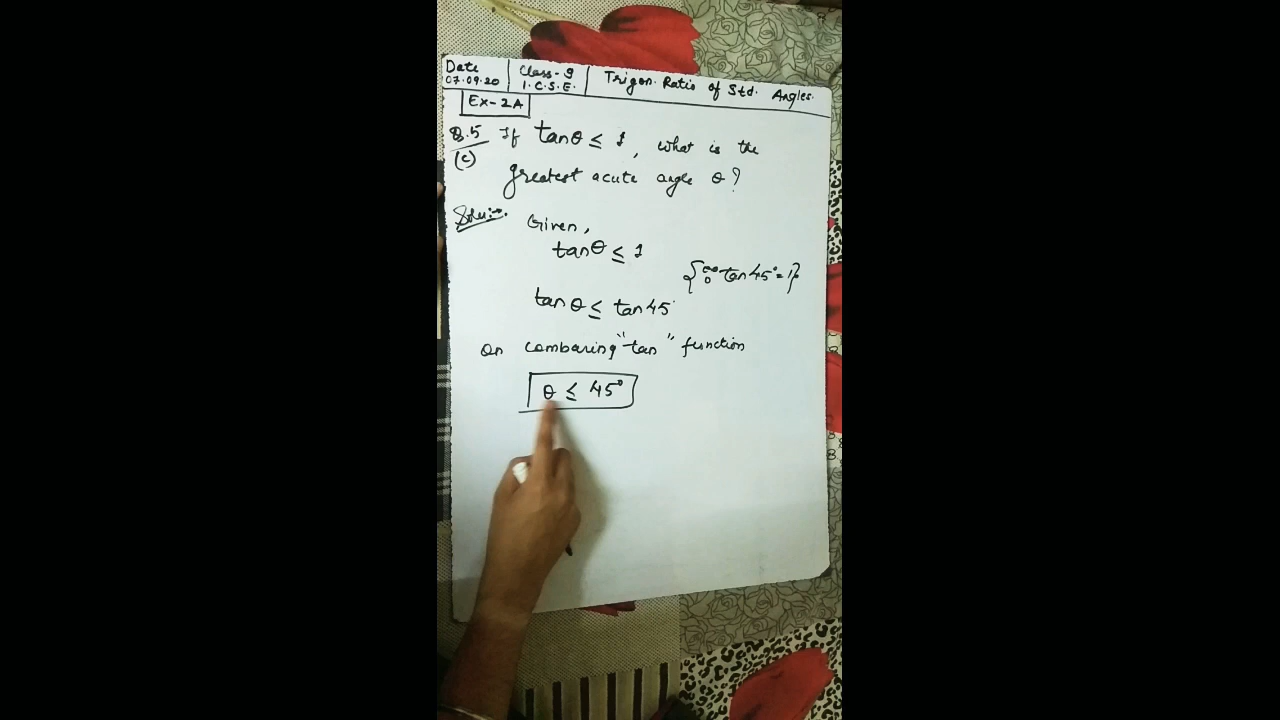 Date 07.09.20 Class-9 I.C.S.E. Trigon. Ratio of Std. Angles.
Ex-2A
Q.5 (c) If tanθ ≤ 1, what is the
greatest acute angle θ?
Solu:-
Given,
tanθ ≤ 1
{∵ tan45°=1}
tanθ ≤ tan45°
On combaring "tan" function
θ ≤ 45°